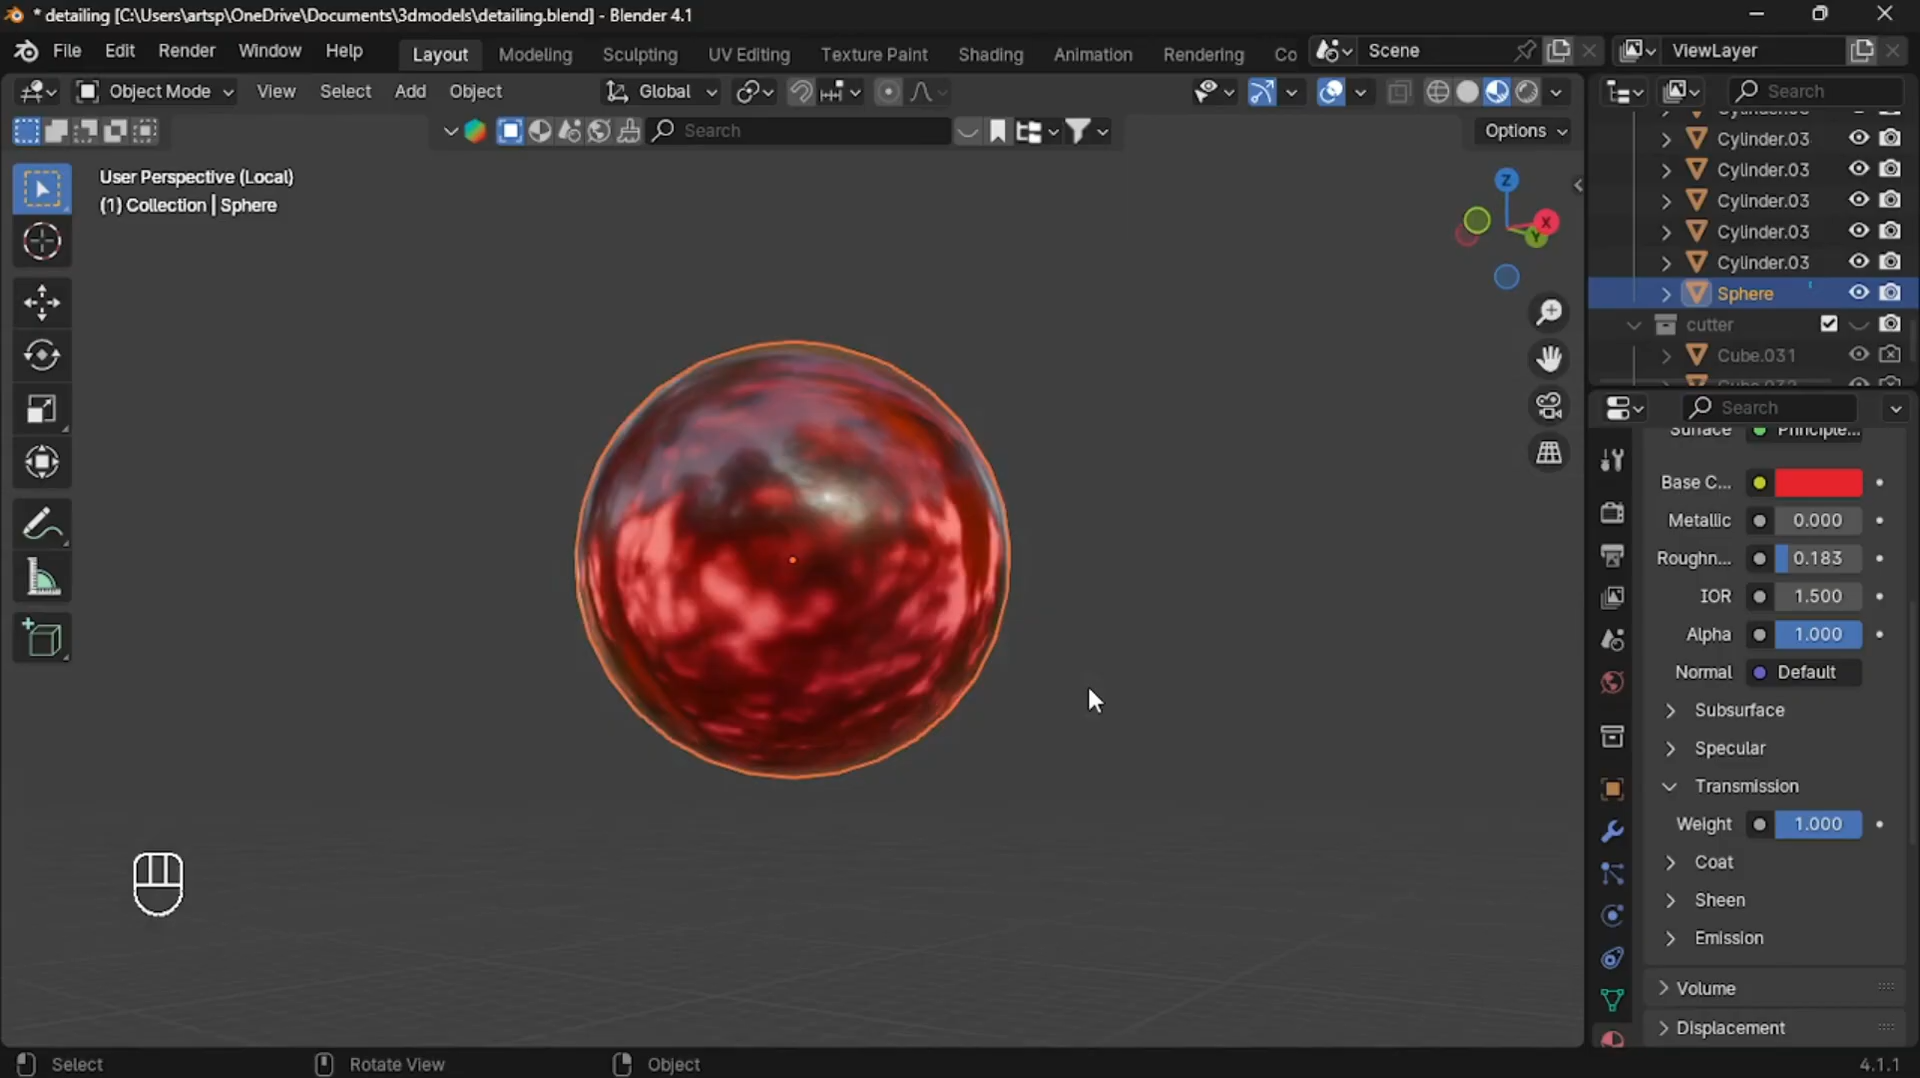 * detailing [C:\Users\artsp\OneDrive\Documents\3dmodels\detailing.blend] - Blender 4.1
File Edit Render Window Help Layout Modeling Sculpting UV Editing Texture Paint Shading Animation Rendering Co Scene ViewLayer
Object Mode View Select Add Object Global Search
Search Options
User Perspective (Local)
(1) Collection | Sphere
Z
X
Y
Cylinder.03
Cylinder.03
Cylinder.03
Cylinder.03
Cylinder.03
Sphere
cutter
Cube.031
Search
Surface Principle...
Base C...
Metallic 0.000
Roughn... 0.183
IOR 1.500
Alpha 1.000
Normal Default
Subsurface
Specular
Transmission
Weight 1.000
Coat
Sheen
Emission
Volume
Displacement
Select Rotate View Object 4.1.1